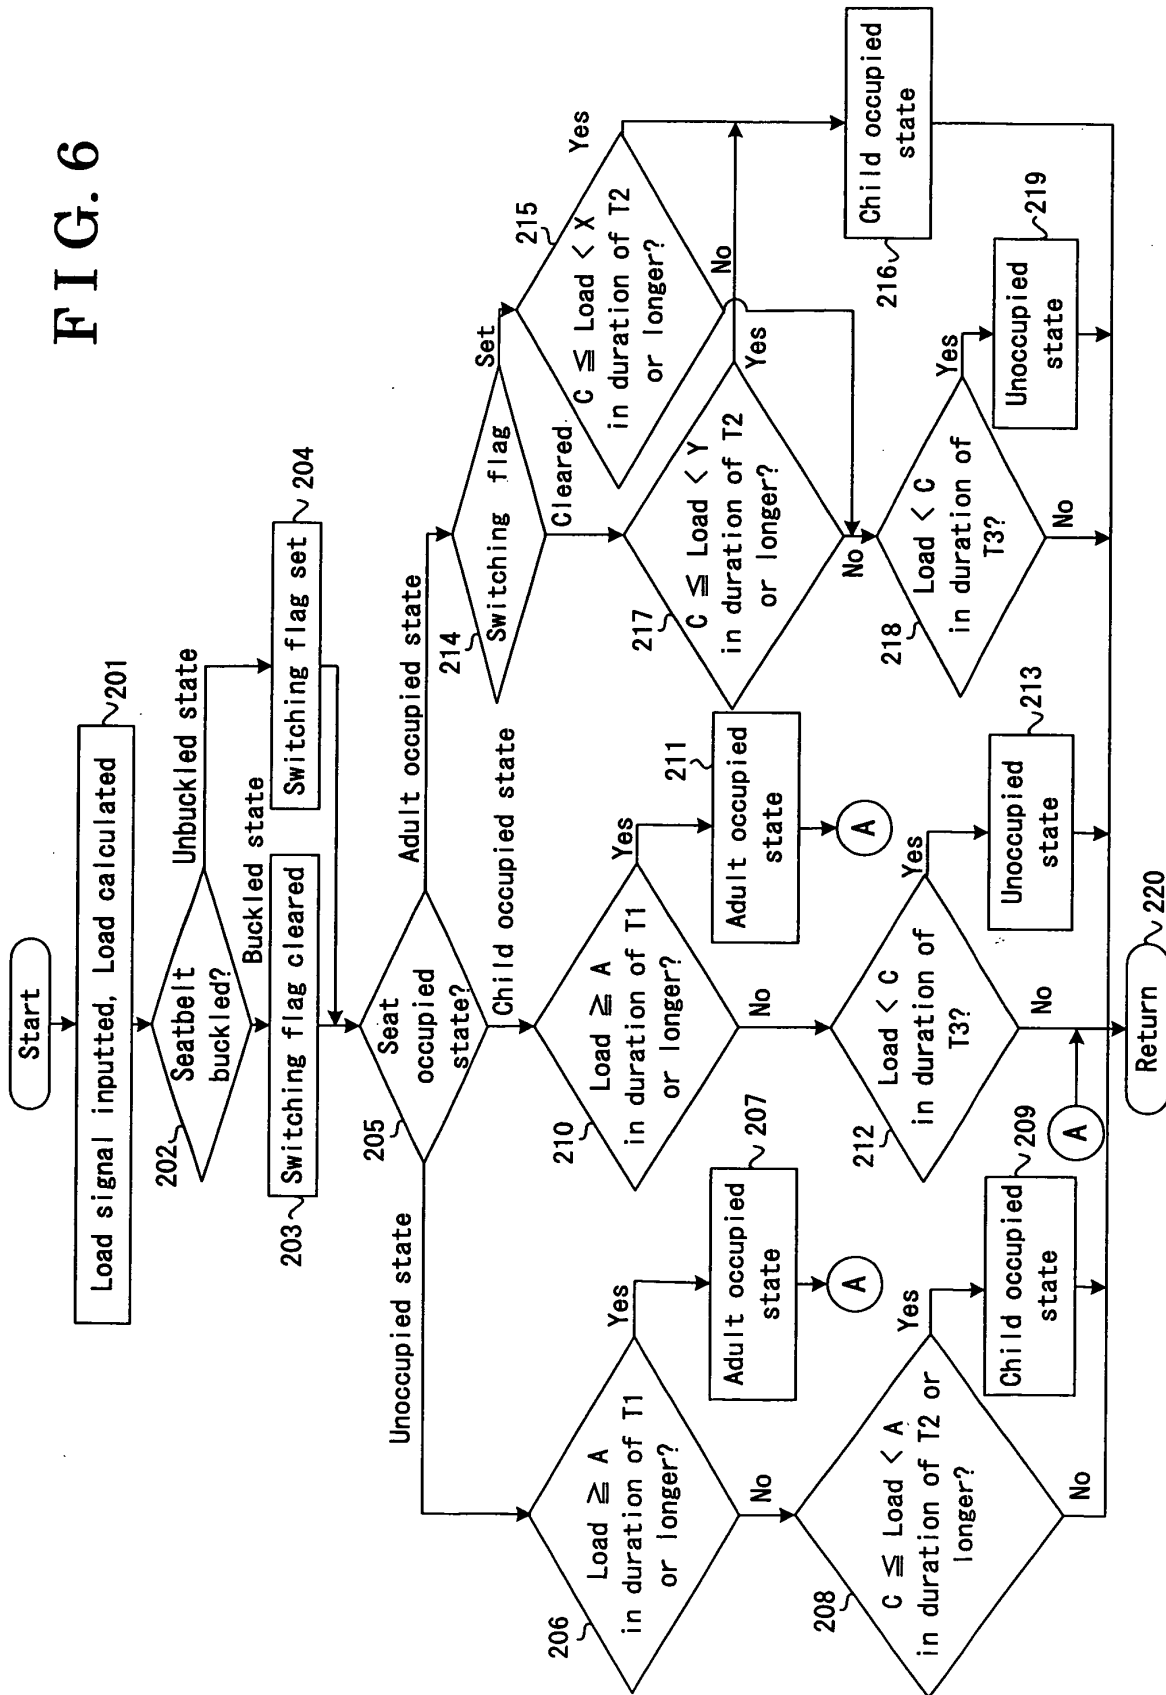 FIG. 6
Start
Load signal inputted, Load calculated
201
Seatbelt
buckled?
202
Unbuckled state
Buckled state
Switching flag cleared
203
Switching flag set
204
Seat
occupied
state?
205
Unoccupied state
Child occupied state
Adult occupied state
Load ≧ A
in duration of T1
or longer?
206
Yes
No
Adult occupied
state
207
A
C ≦ Load < A
in duration of T2 or
longer?
208
Yes
No
Child occupied
state
209
Load ≧ A
in duration of T1
or longer?
210
Yes
No
Adult occupied
state
211
A
Load < C
in duration of
T3?
212
Yes
No
Unoccupied
state
213
A
Switching flag
214
Set
Cleared
C ≦ Load < X
in duration of T2
or longer?
215
Yes
No
Child occupied
state
216
C ≦ Load < Y
in duration of T2
or longer?
217
Yes
No
Load < C
in duration of
T3?
218
Yes
No
Unoccupied
state
219
Return
220